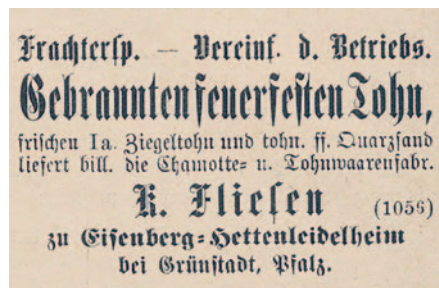 Frachtersp. — Vereinf. d. Betriebs.
Gebrannten feuerfesten Tohn,
frischen Ia. Ziegeltohn und tohn. ff. Quarzsand
liefert bill. die Chamotte- u. Tohnwaarenfabr.
K. Fliesen (1056)
zu Eisenberg-Hettenleidelheim
bei Grünstadt, Pfalz.